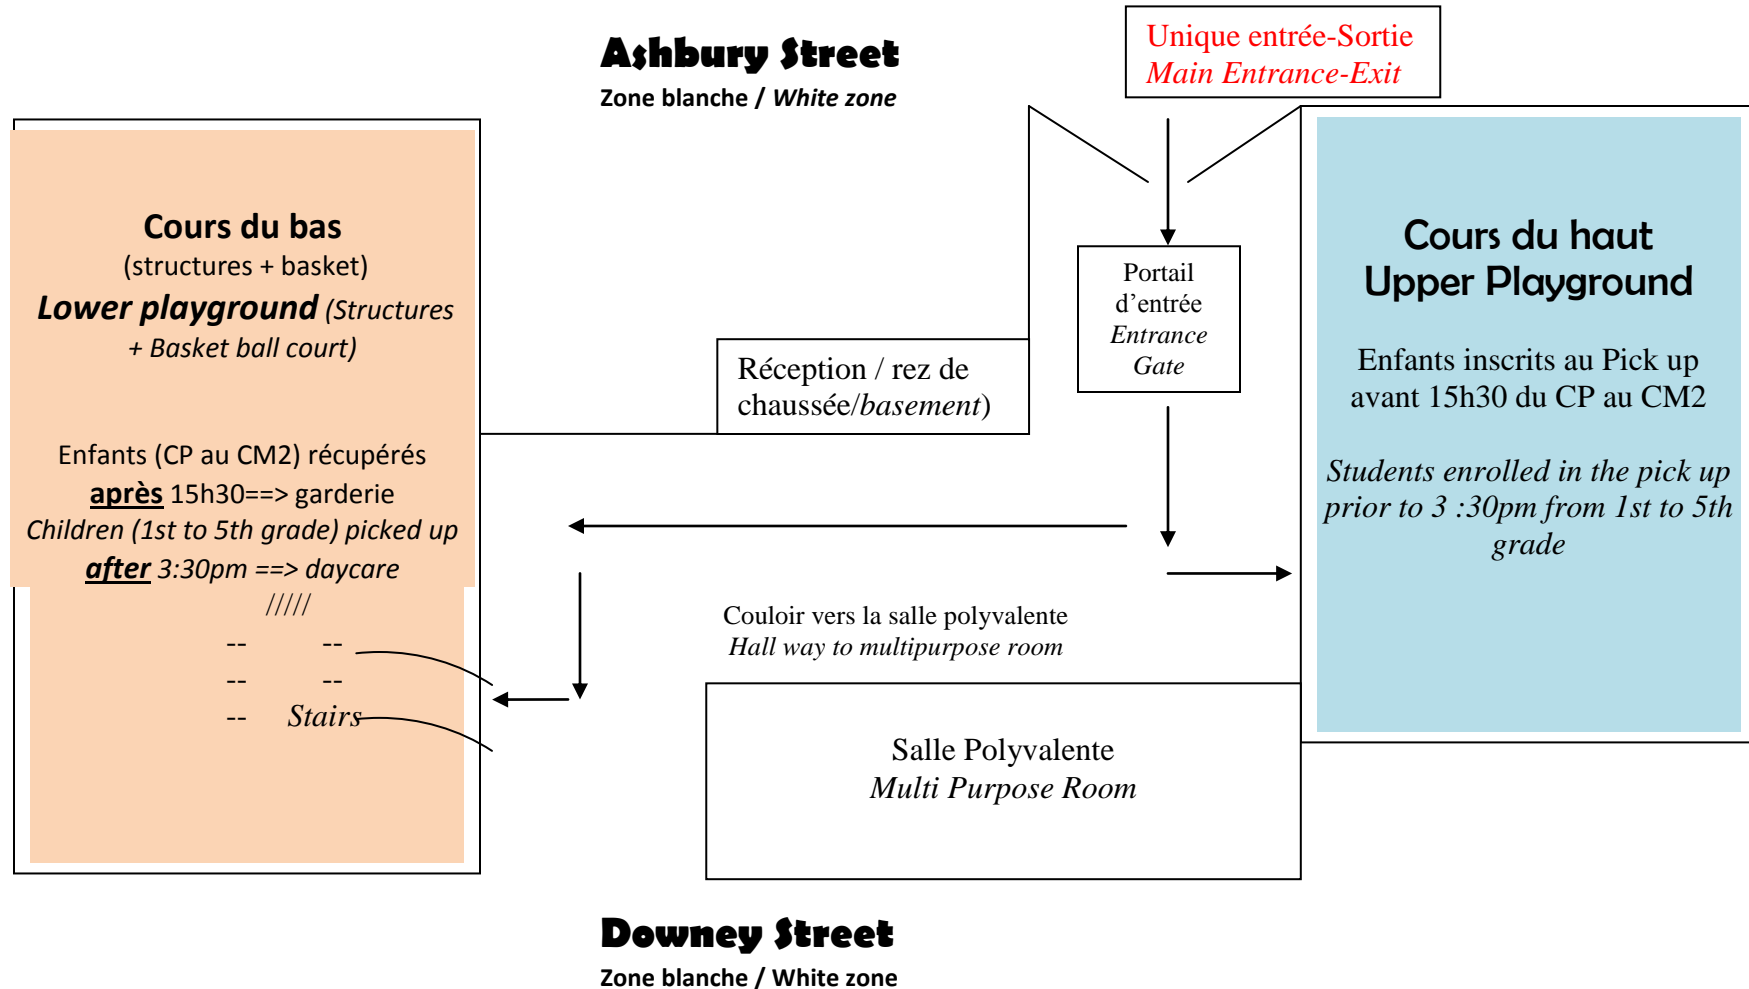 Ashbury Street
Zone blanche / White zone
Unique entrée-Sortie
Main Entrance-Exit
Cours du bas
(structures + basket)
Lower playground (Structures
+ Basket ball court)
Enfants (CP au CM2) récupérés
après 15h30==> garderie
Children (1st to 5th grade) picked up
after 3:30pm ==> daycare
/////
-- --
-- --
-- Stairs
Réception / rez de
chaussée/basement)
Portail
d’entrée
Entrance
Gate
Couloir vers la salle polyvalente
Hall way to multipurpose room
Salle Polyvalente
Multi Purpose Room
Cours du haut
Upper Playground
Enfants inscrits au Pick up
avant 15h30 du CP au CM2
Students enrolled in the pick up
prior to 3 :30pm from 1st to 5th
grade
Downey Street
Zone blanche / White zone